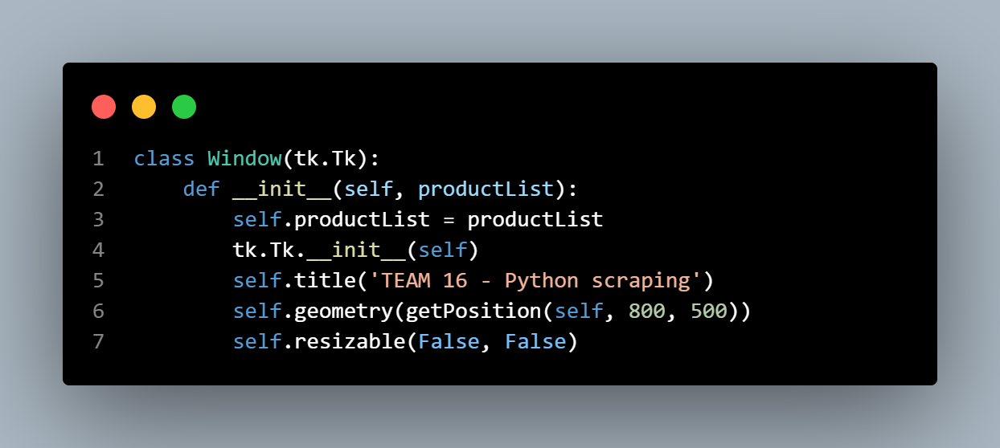 1 class Window(tk.Tk):
2     def __init__(self, productList):
3         self.productList = productList
4         tk.Tk.__init__(self)
5         self.title('TEAM 16 - Python scraping')
6         self.geometry(getPosition(self, 800, 500))
7         self.resizable(False, False)